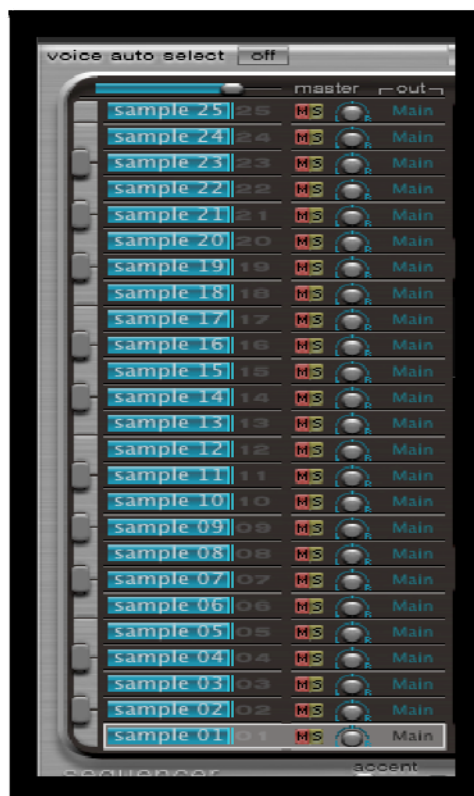 voice auto select off
master out
sample 25 25 M S R Main
sample 24 24 M S R Main
sample 23 23 M S R Main
sample 22 22 M S R Main
sample 21 21 M S R Main
sample 20 20 M S R Main
sample 19 19 M S R Main
sample 18 18 M S R Main
sample 17 17 M S R Main
sample 16 16 M S R Main
sample 15 15 M S R Main
sample 14 14 M S R Main
sample 13 13 M S R Main
sample 12 12 M S R Main
sample 11 11 M S R Main
sample 10 10 M S R Main
sample 09 09 M S R Main
sample 08 08 M S R Main
sample 07 07 M S R Main
sample 06 06 M S R Main
sample 05 05 M S R Main
sample 04 04 M S R Main
sample 03 03 M S R Main
sample 02 02 M S R Main
sample 01 01 M S R Main
sequencer accent